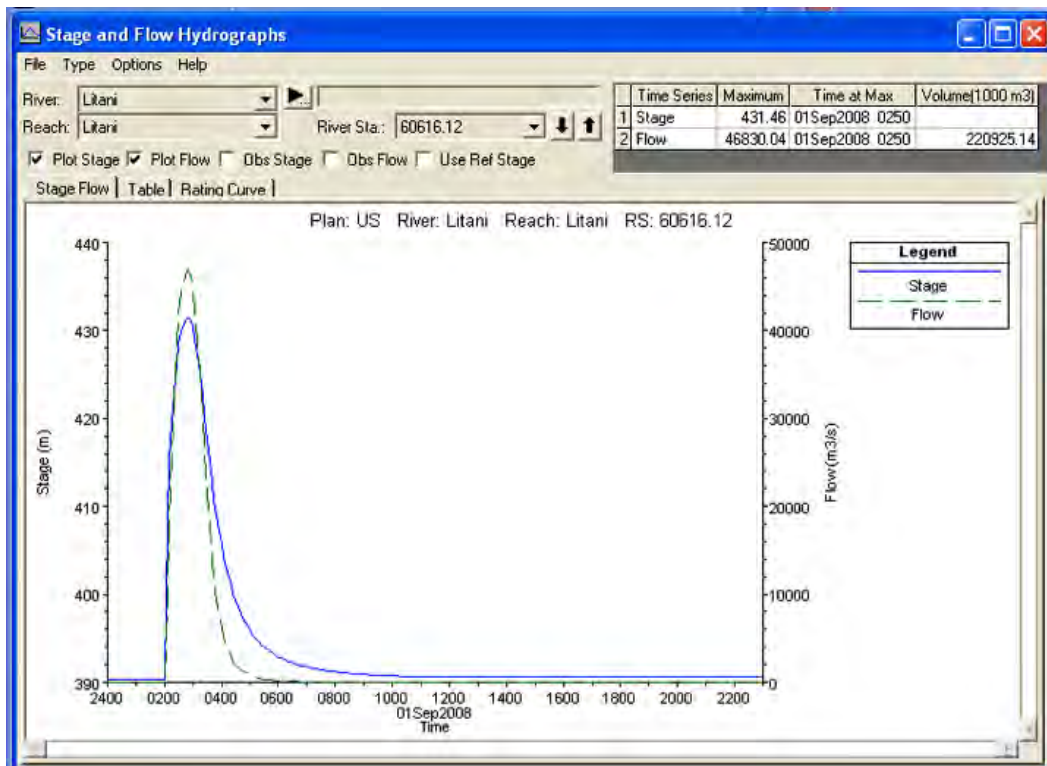 Stage and Flow Hydrographs
File Type Options Help
River: Litani
Reach: Litani River Sta.: 60616.12
Plot Stage Plot Flow Obs Stage Obs Flow Use Ref Stage
Time Series Maximum Time at Max Volume(1000 m3)
1 Stage 431.46 01Sep2008 0250
2 Flow 46830.04 01Sep2008 0250 220925.14
Stage Flow Table Rating Curve
Plan: US River: Litani Reach: Litani RS: 60616.12
440
430
420
410
400
390
Stage (m)
50000
40000
30000
20000
10000
0
Flow (m3/s)
Legend
Stage
Flow
2400 0200 0400 0600 0800 1000 1200 1400 1600 1800 2000 2200
01Sep2008
Time